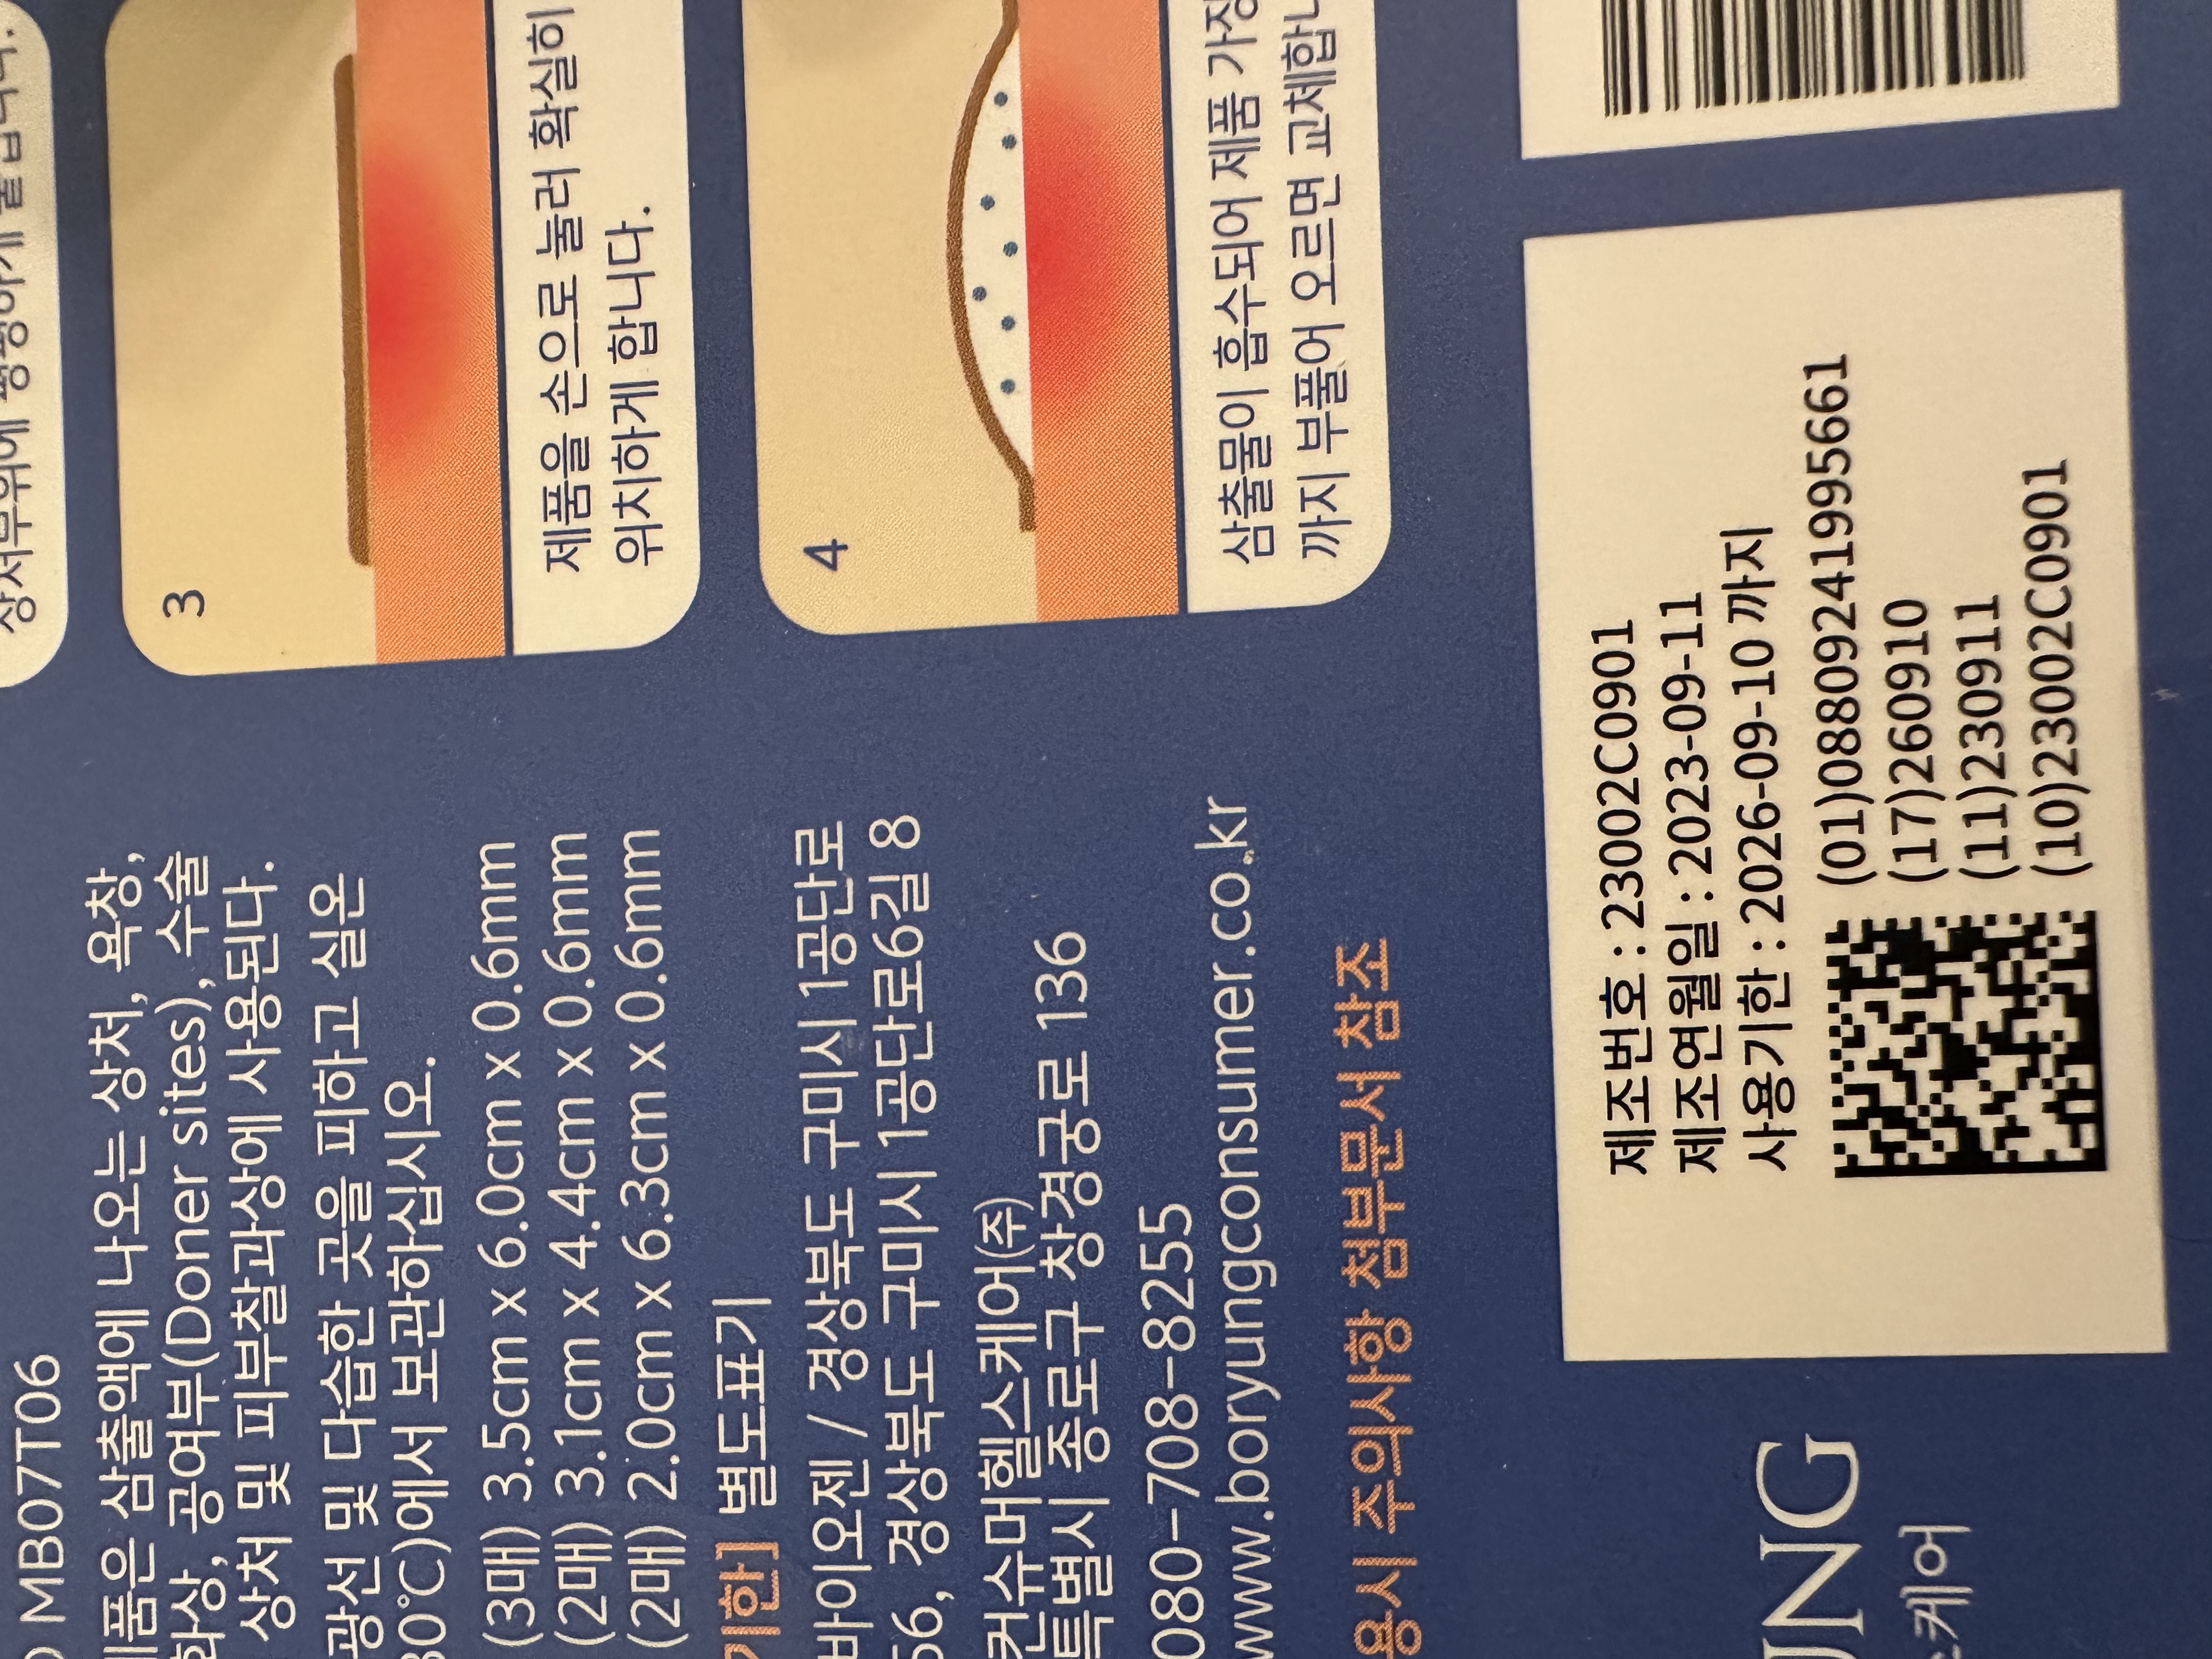 MB07T06
제품은 삼출액에 나오는 상처, 욕창,
화상, 공여부(Doner sites), 수술
상처 및 피부찰과상에 사용된다.
광선 및 다습한 곳을 피하고 실온
30℃)에서 보관하십시오.
(3매) 3.5cm x 6.0cm x 0.6mm
(2매) 3.1cm x 4.4cm x 0.6mm
(2매) 2.0cm x 6.3cm x 0.6mm
기한] 별도표기
바이오젠 / 경상북도 구미시 1공단로
56, 경상북도 구미시 1공단로6길 8
컨슈머헬스케어(주)
특별시 종로구 창경궁로 136
080-708-8255
www.boryungconsumer.co.kr
용시 주의사항 첨부문서 참조
UNG
스케어
상처부위에
3
제품을 손으로 눌러 확실히
위치하게 합니다.
4
삼출물이 흡수되어 제품 가장
까지 부풀어 오르면 교체합니
제조번호 : 23002C0901
제조연월일 : 2023-09-11
사용기한 : 2026-09-10 까지
(01)08809241995661
(17)260910
(11)230911
(10)23002C0901